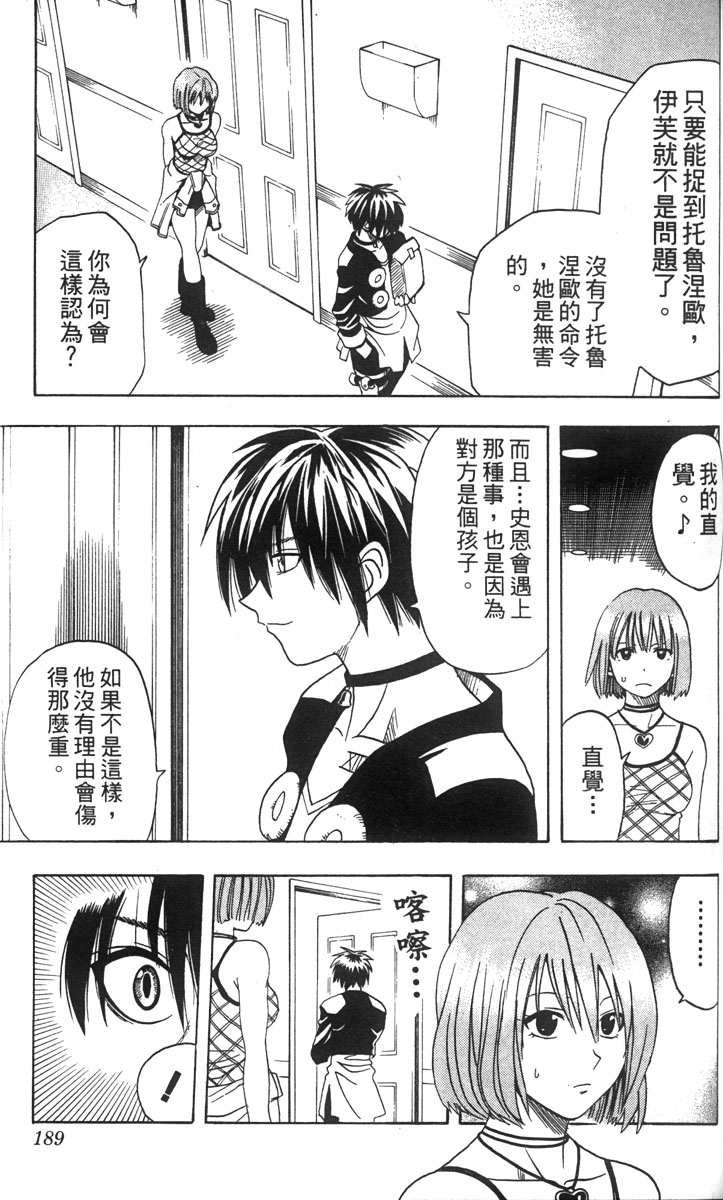 只要能捉到托魯涅歐，
伊芙就不是問題了。
沒有了托魯
涅歐的命令
，她是無害
的。
你為何會
這樣認為？
我的直
覺。♪
直覺…
而且…史恩會遇上
那種事，也是因為
對方是個孩子。
如果不是這樣，
他沒有理由會傷
得那麼重。
………
喀嚓…
！
189